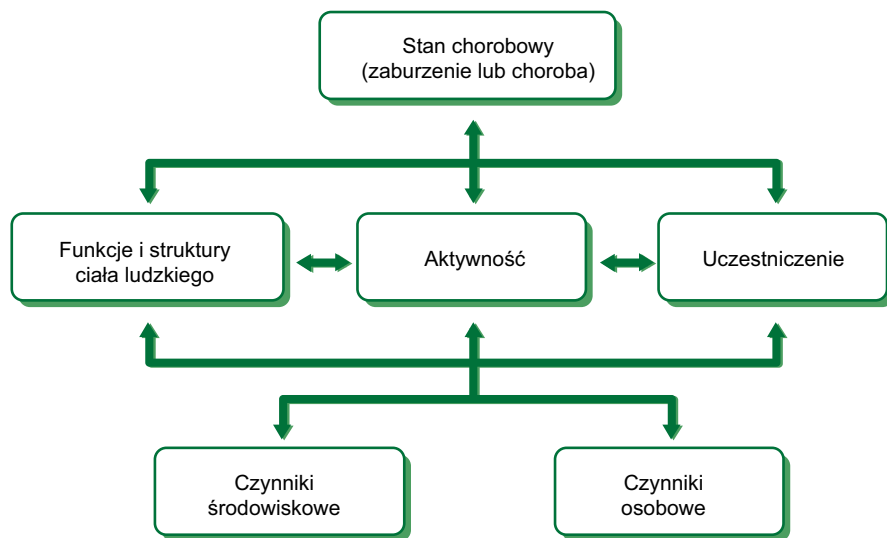 Stan chorobowy
(zaburzenie lub choroba)
Funkcje i struktury
ciała ludzkiego
Aktywność
Uczestniczenie
Czynniki
środowiskowe
Czynniki
osobowe